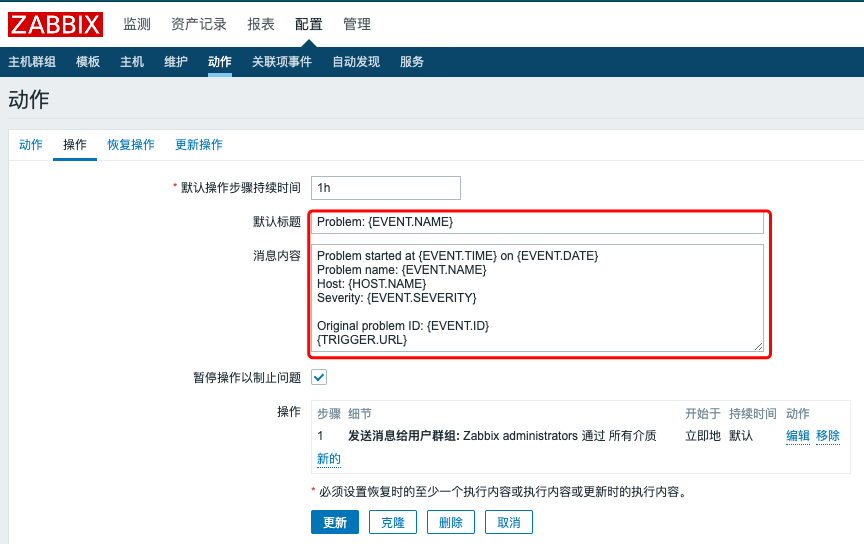 ZABBIX 监测 资产记录 报表 配置 管理
主机群组 模板 主机 维护 动作 关联项事件 自动发现 服务
动作
动作 操作 恢复操作 更新操作
* 默认操作步骤持续时间 1h
默认标题 Problem: {EVENT.NAME}
消息内容 Problem started at {EVENT.TIME} on {EVENT.DATE}
Problem name: {EVENT.NAME}
Host: {HOST.NAME}
Severity: {EVENT.SEVERITY}
Original problem ID: {EVENT.ID}
{TRIGGER.URL}
暂停操作以制止问题
操作 步骤 细节 开始于 持续时间 动作
1 发送消息给用户群组: Zabbix administrators 通过 所有介质 立即地 默认 编辑 移除
新的
* 必须设置恢复时的至少一个执行内容或执行内容或更新时的执行内容。
更新 克隆 删除 取消